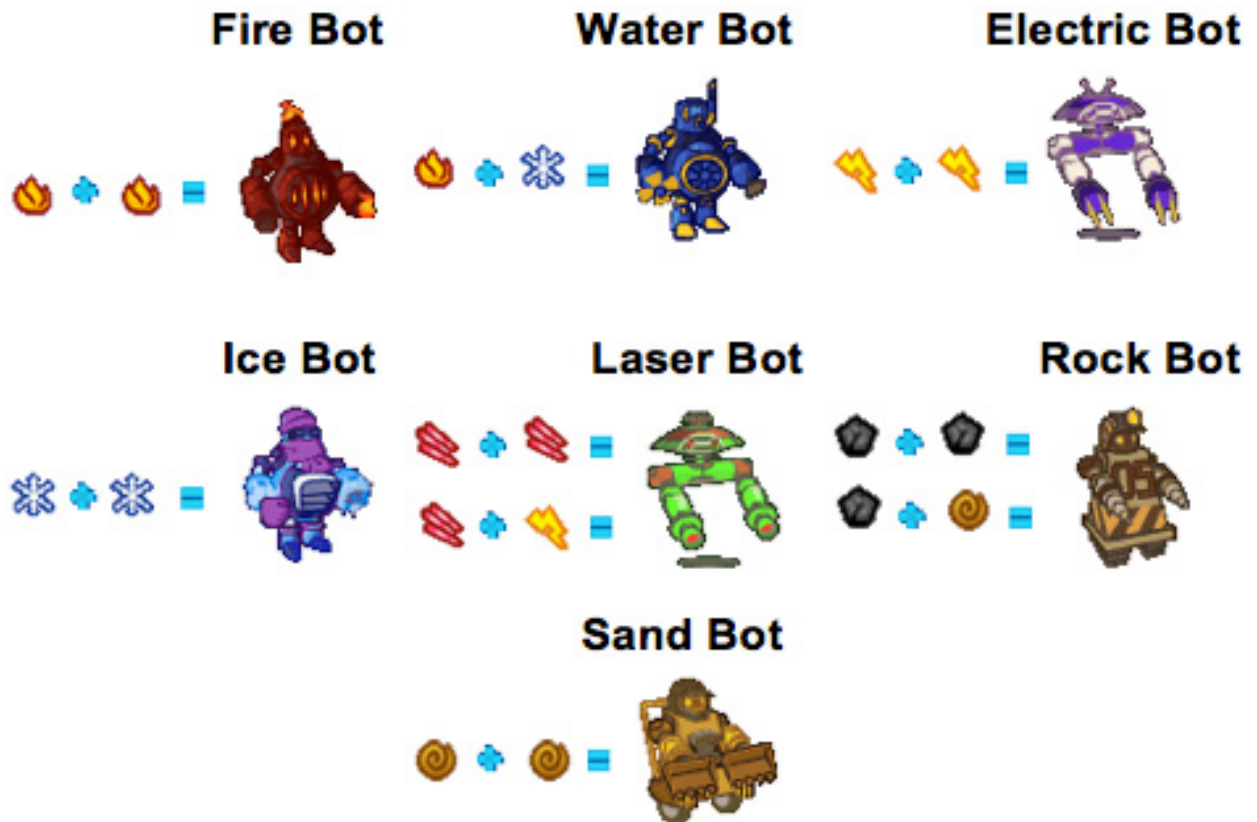 Fire Bot
Water Bot
Electric Bot
Ice Bot
Laser Bot
Rock Bot
Sand Bot